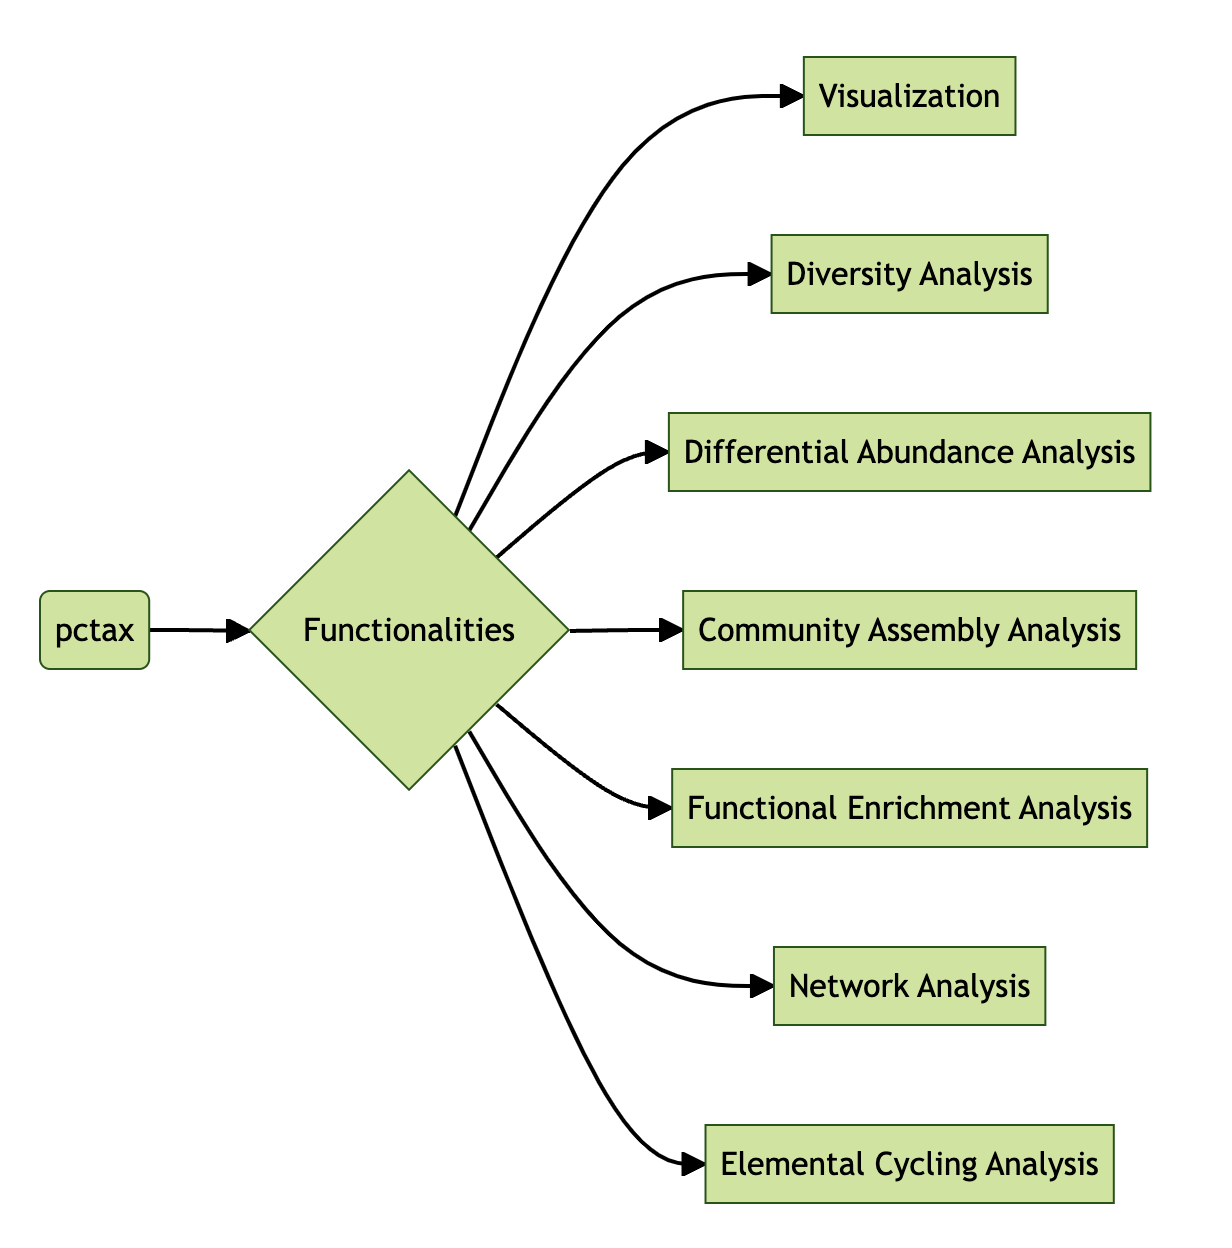 pctax
Functionalities
Visualization
Diversity Analysis
Differential Abundance Analysis
Community Assembly Analysis
Functional Enrichment Analysis
Network Analysis
Elemental Cycling Analysis